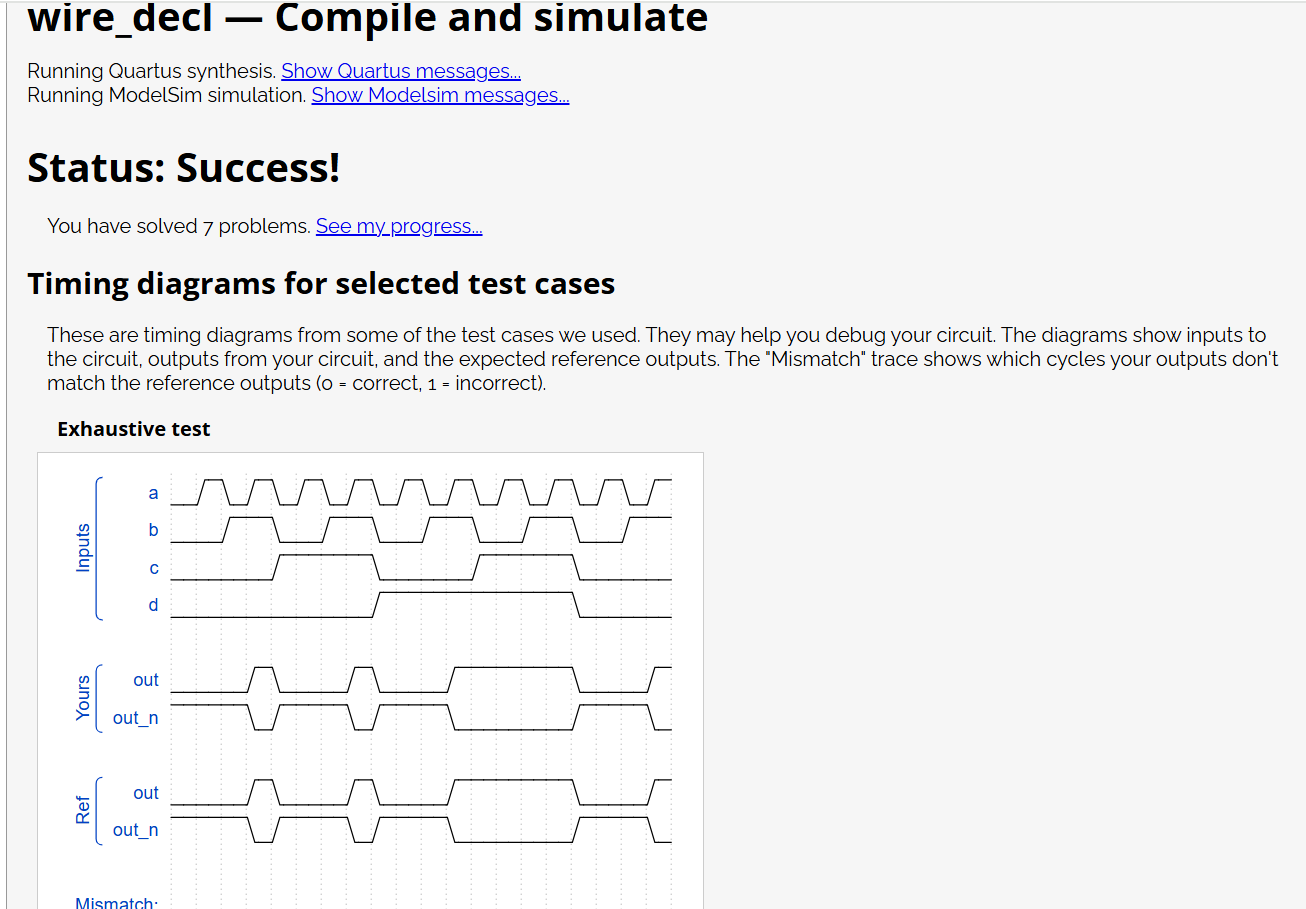 wire_decl — Compile and simulate
Running Quartus synthesis. Show Quartus messages...
Running ModelSim simulation. Show Modelsim messages...
Status: Success!
You have solved 7 problems. See my progress...
Timing diagrams for selected test cases
These are timing diagrams from some of the test cases we used. They may help you debug your circuit. The diagrams show inputs to
the circuit, outputs from your circuit, and the expected reference outputs. The "Mismatch" trace shows which cycles your outputs don't
match the reference outputs (0 = correct, 1 = incorrect).
Exhaustive test
Inputs
a
b
c
d
Yours
out
out_n
Ref
out
out_n
Mismatch: